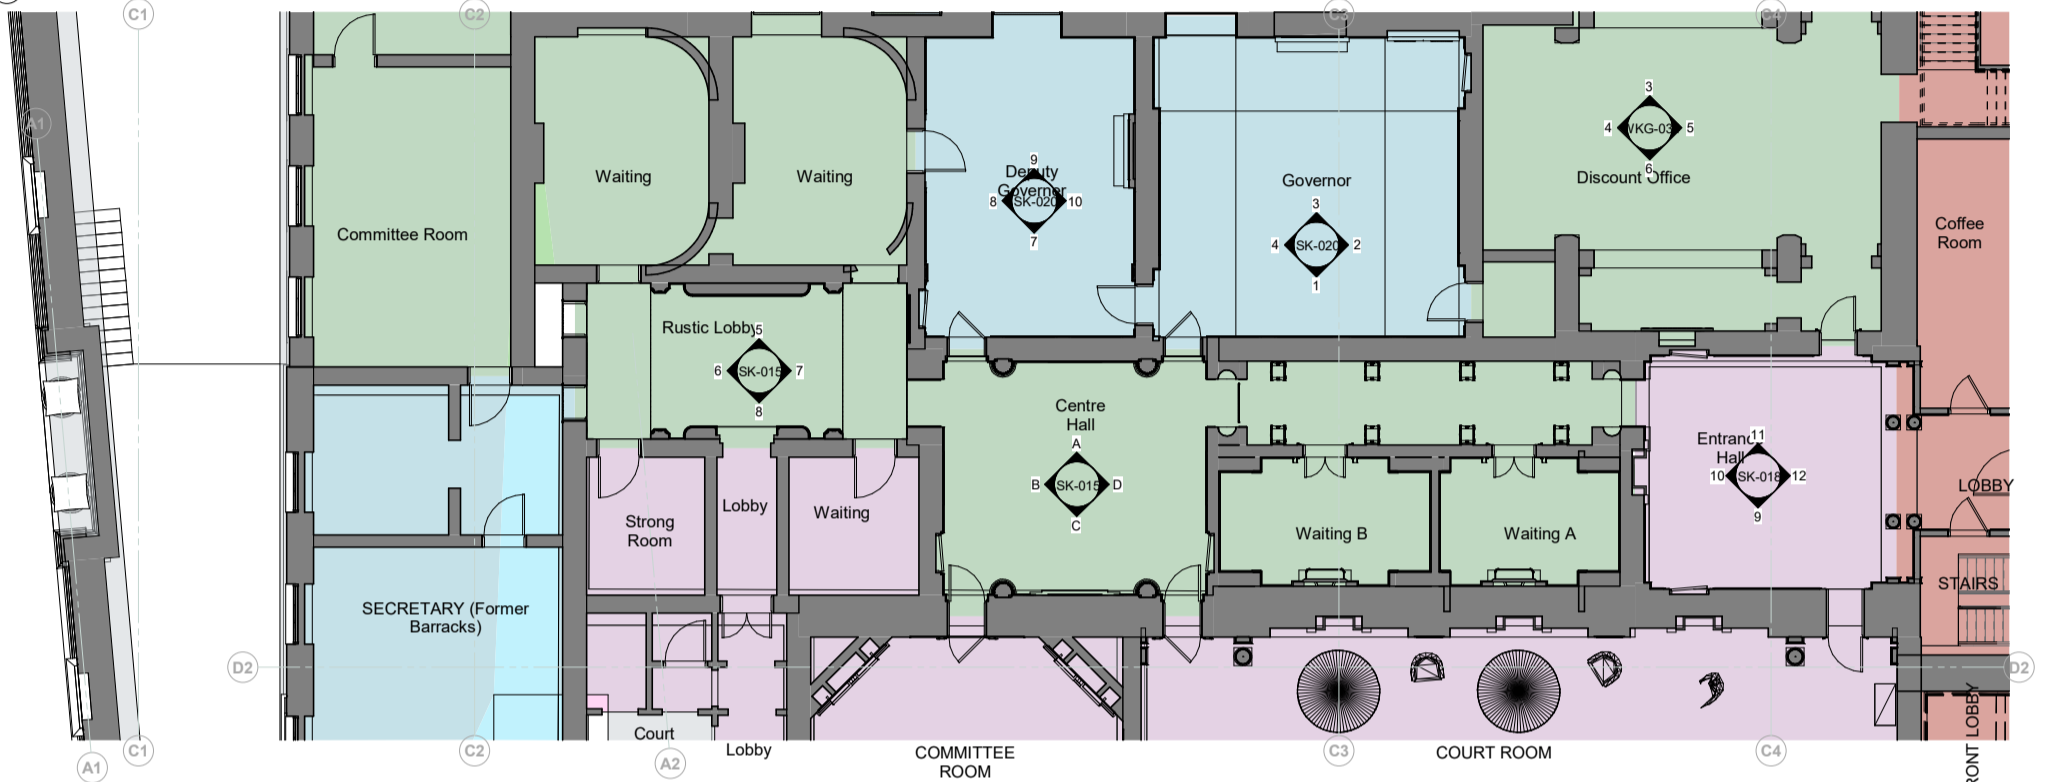 C1
C2
C3
C4
A1
3
4
WKG-03
5
6
Discount Office
Waiting
Waiting
9
Deputy
Governer
8
SK-020
10
7
Governor
3
4
SK-020
2
1
Committee Room
Coffee
Room
Rustic Lobby
5
6
SK-015
7
8
Centre
Hall
A
B
SK-015
D
C
Entrance
Hall
11
10
SK-018
12
9
LOBBY
Strong
Room
Lobby
Waiting
Waiting B
Waiting A
STAIRS
SECRETARY (Former
Barracks)
D2
D2
Court
Lobby
COMMITTEE
ROOM
COURT ROOM
RONT LOBBY
A1
C1
C2
A2
C3
C4